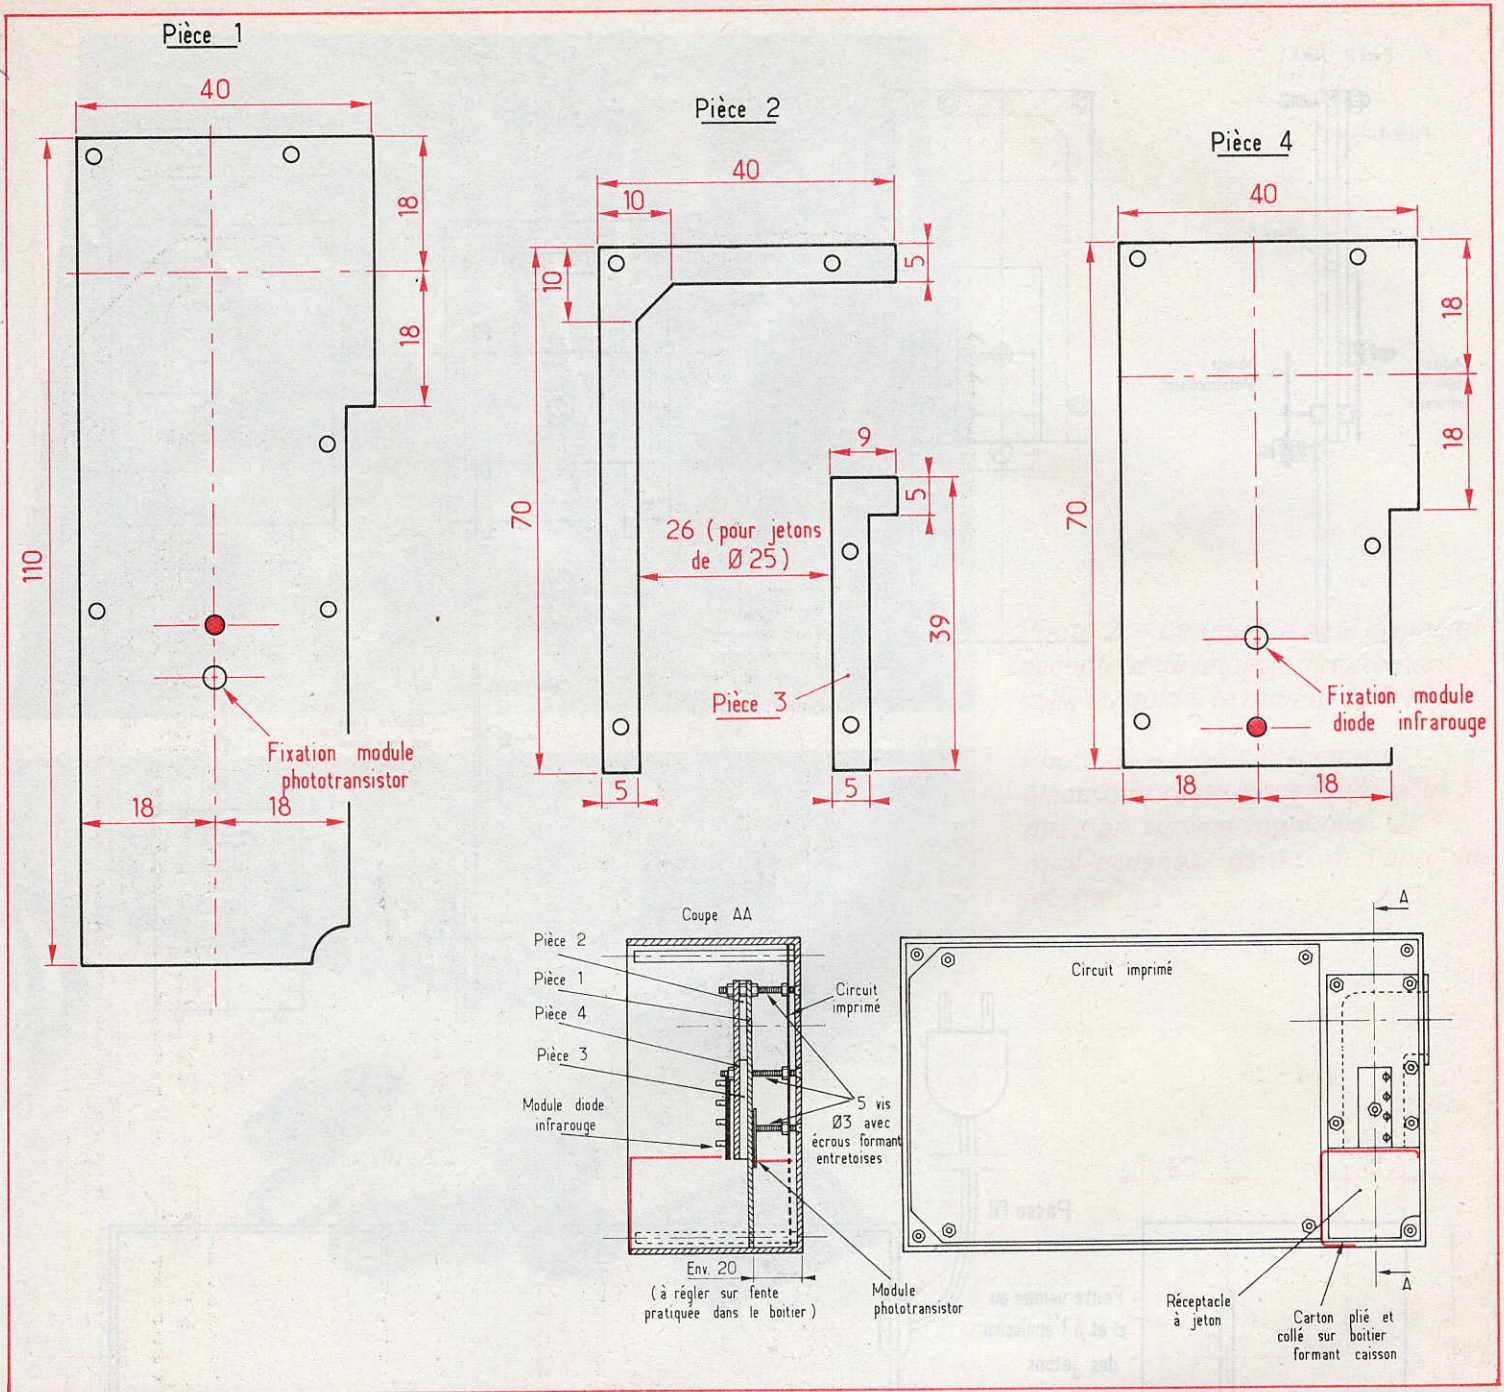 Pièce 1
40
18
18
110
Fixation module
phototransistor
18
18
Pièce 2
40
10
10
5
70
9
5
26 (pour jetons
de Ø 25)
39
Pièce 3
5
5
Pièce 4
40
18
18
70
Fixation module
diode infrarouge
18
18
Coupe AA
Pièce 2
Pièce 1
Pièce 4
Pièce 3
Module diode
infrarouge
Circuit
imprimé
5 vis
Ø3 avec
écrous formant
entretoises
Env. 20
(à régler sur fente
pratiquée dans le boitier)
Module
phototransistor
A
Circuit imprimé
A
Réceptacle
à jeton
Carton plié et
collé sur boitier
formant caisson